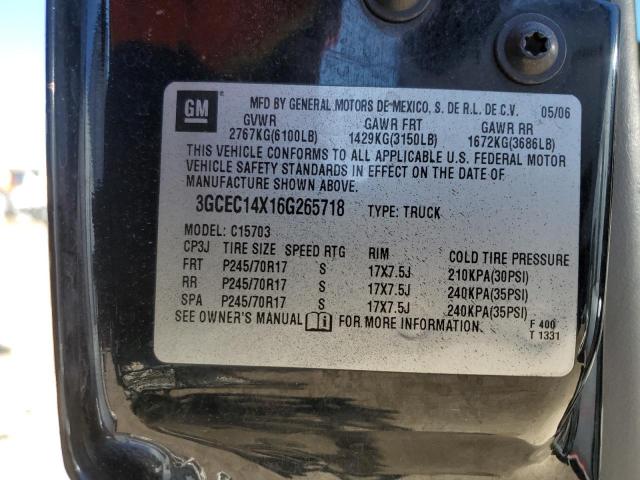 GM
MFD BY GENERAL MOTORS DE MEXICO, S. DE R.L. DE C.V. 05/06
GVWR GAWR FRT GAWR RR
2767KG(6100LB) 1429KG(3150LB) 1672KG(3686LB)
THIS VEHICLE CONFORMS TO ALL APPLICABLE U.S. FEDERAL MOTOR
VEHICLE SAFETY STANDARDS IN EFFECT ON THE DATE OF
MANUFACTURE SHOWN ABOVE.
3GCEC14X16G265718 TYPE: TRUCK
MODEL: C15703
CP3J TIRE SIZE SPEED RTG RIM COLD TIRE PRESSURE
FRT P245/70R17 S 17X7.5J 210KPA(30PSI)
RR P245/70R17 S 17X7.5J 240KPA(35PSI)
SPA P245/70R17 S 17X7.5J 240KPA(35PSI)
SEE OWNER'S MANUAL FOR MORE INFORMATION. F 400
T 1331